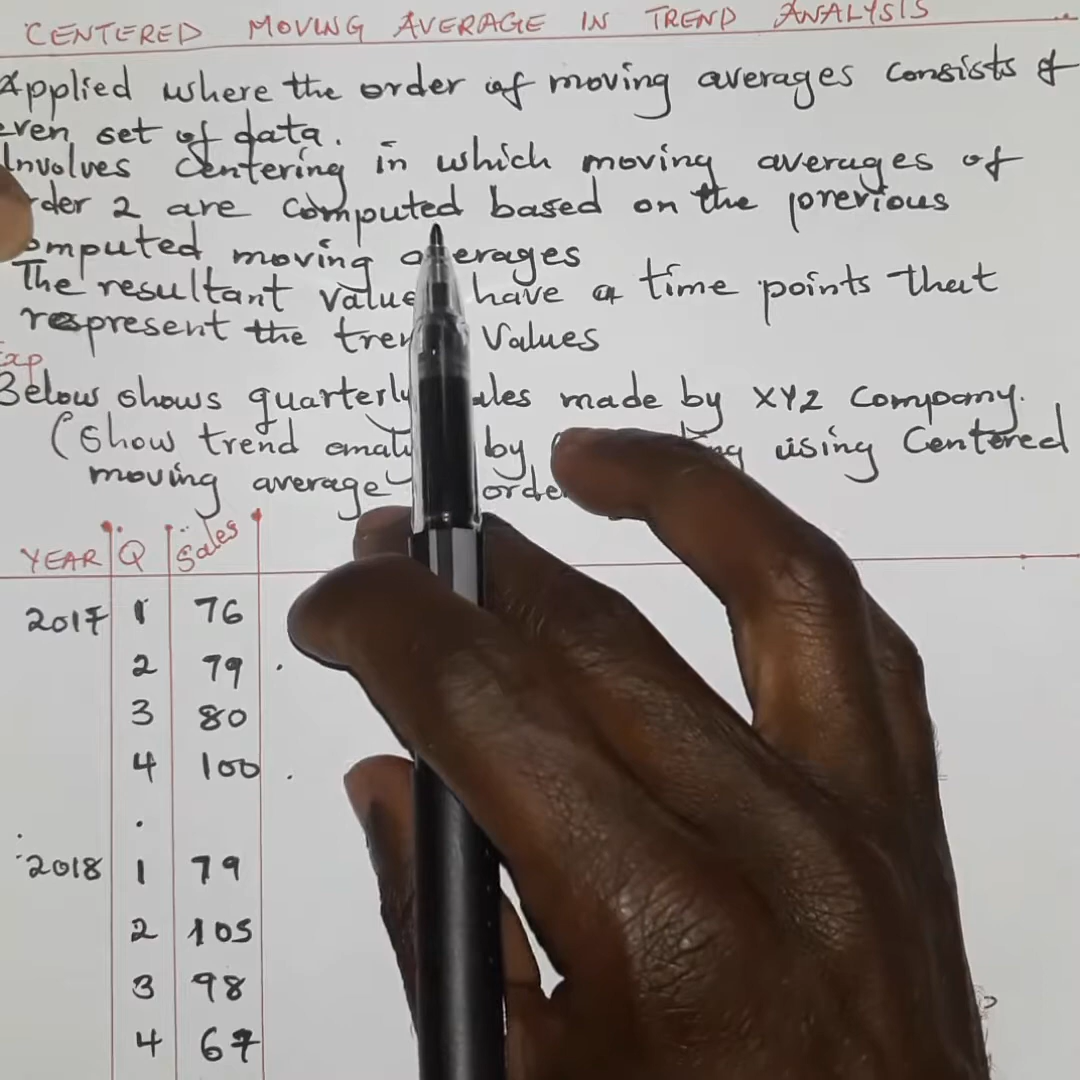 CENTERED MOVING AVERAGE IN TREND ANALYSIS
Applied where the order of moving averages consists of
even set of data.
Involves Centering in which moving averages of
order 2 are computed based on the previous
computed moving averages
The resultant value have a time points that
represent the trend Values
Exp
Below shows quarterly sales made by XYZ Company.
(Show trend by using Centered
moving average order
YEAR Q Sales
2017 1 76
2 79
3 80
4 100
2018 1 79
2 105
3 98
4 67